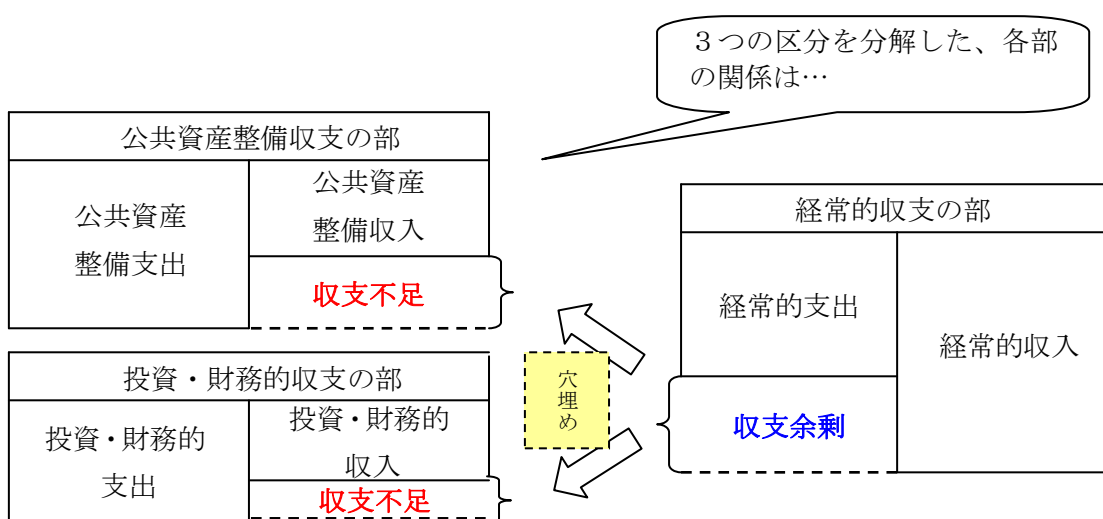 ３つの区分を分解した、各部
の関係は…
公共資産整備収支の部
公共資産
整備支出
公共資産
整備収入
収支不足
投資・財務的収支の部
投資・財務的
支出
投資・財務的
収入
収支不足
穴埋め
経常的収支の部
経常的支出
収支余剰
経常的収入